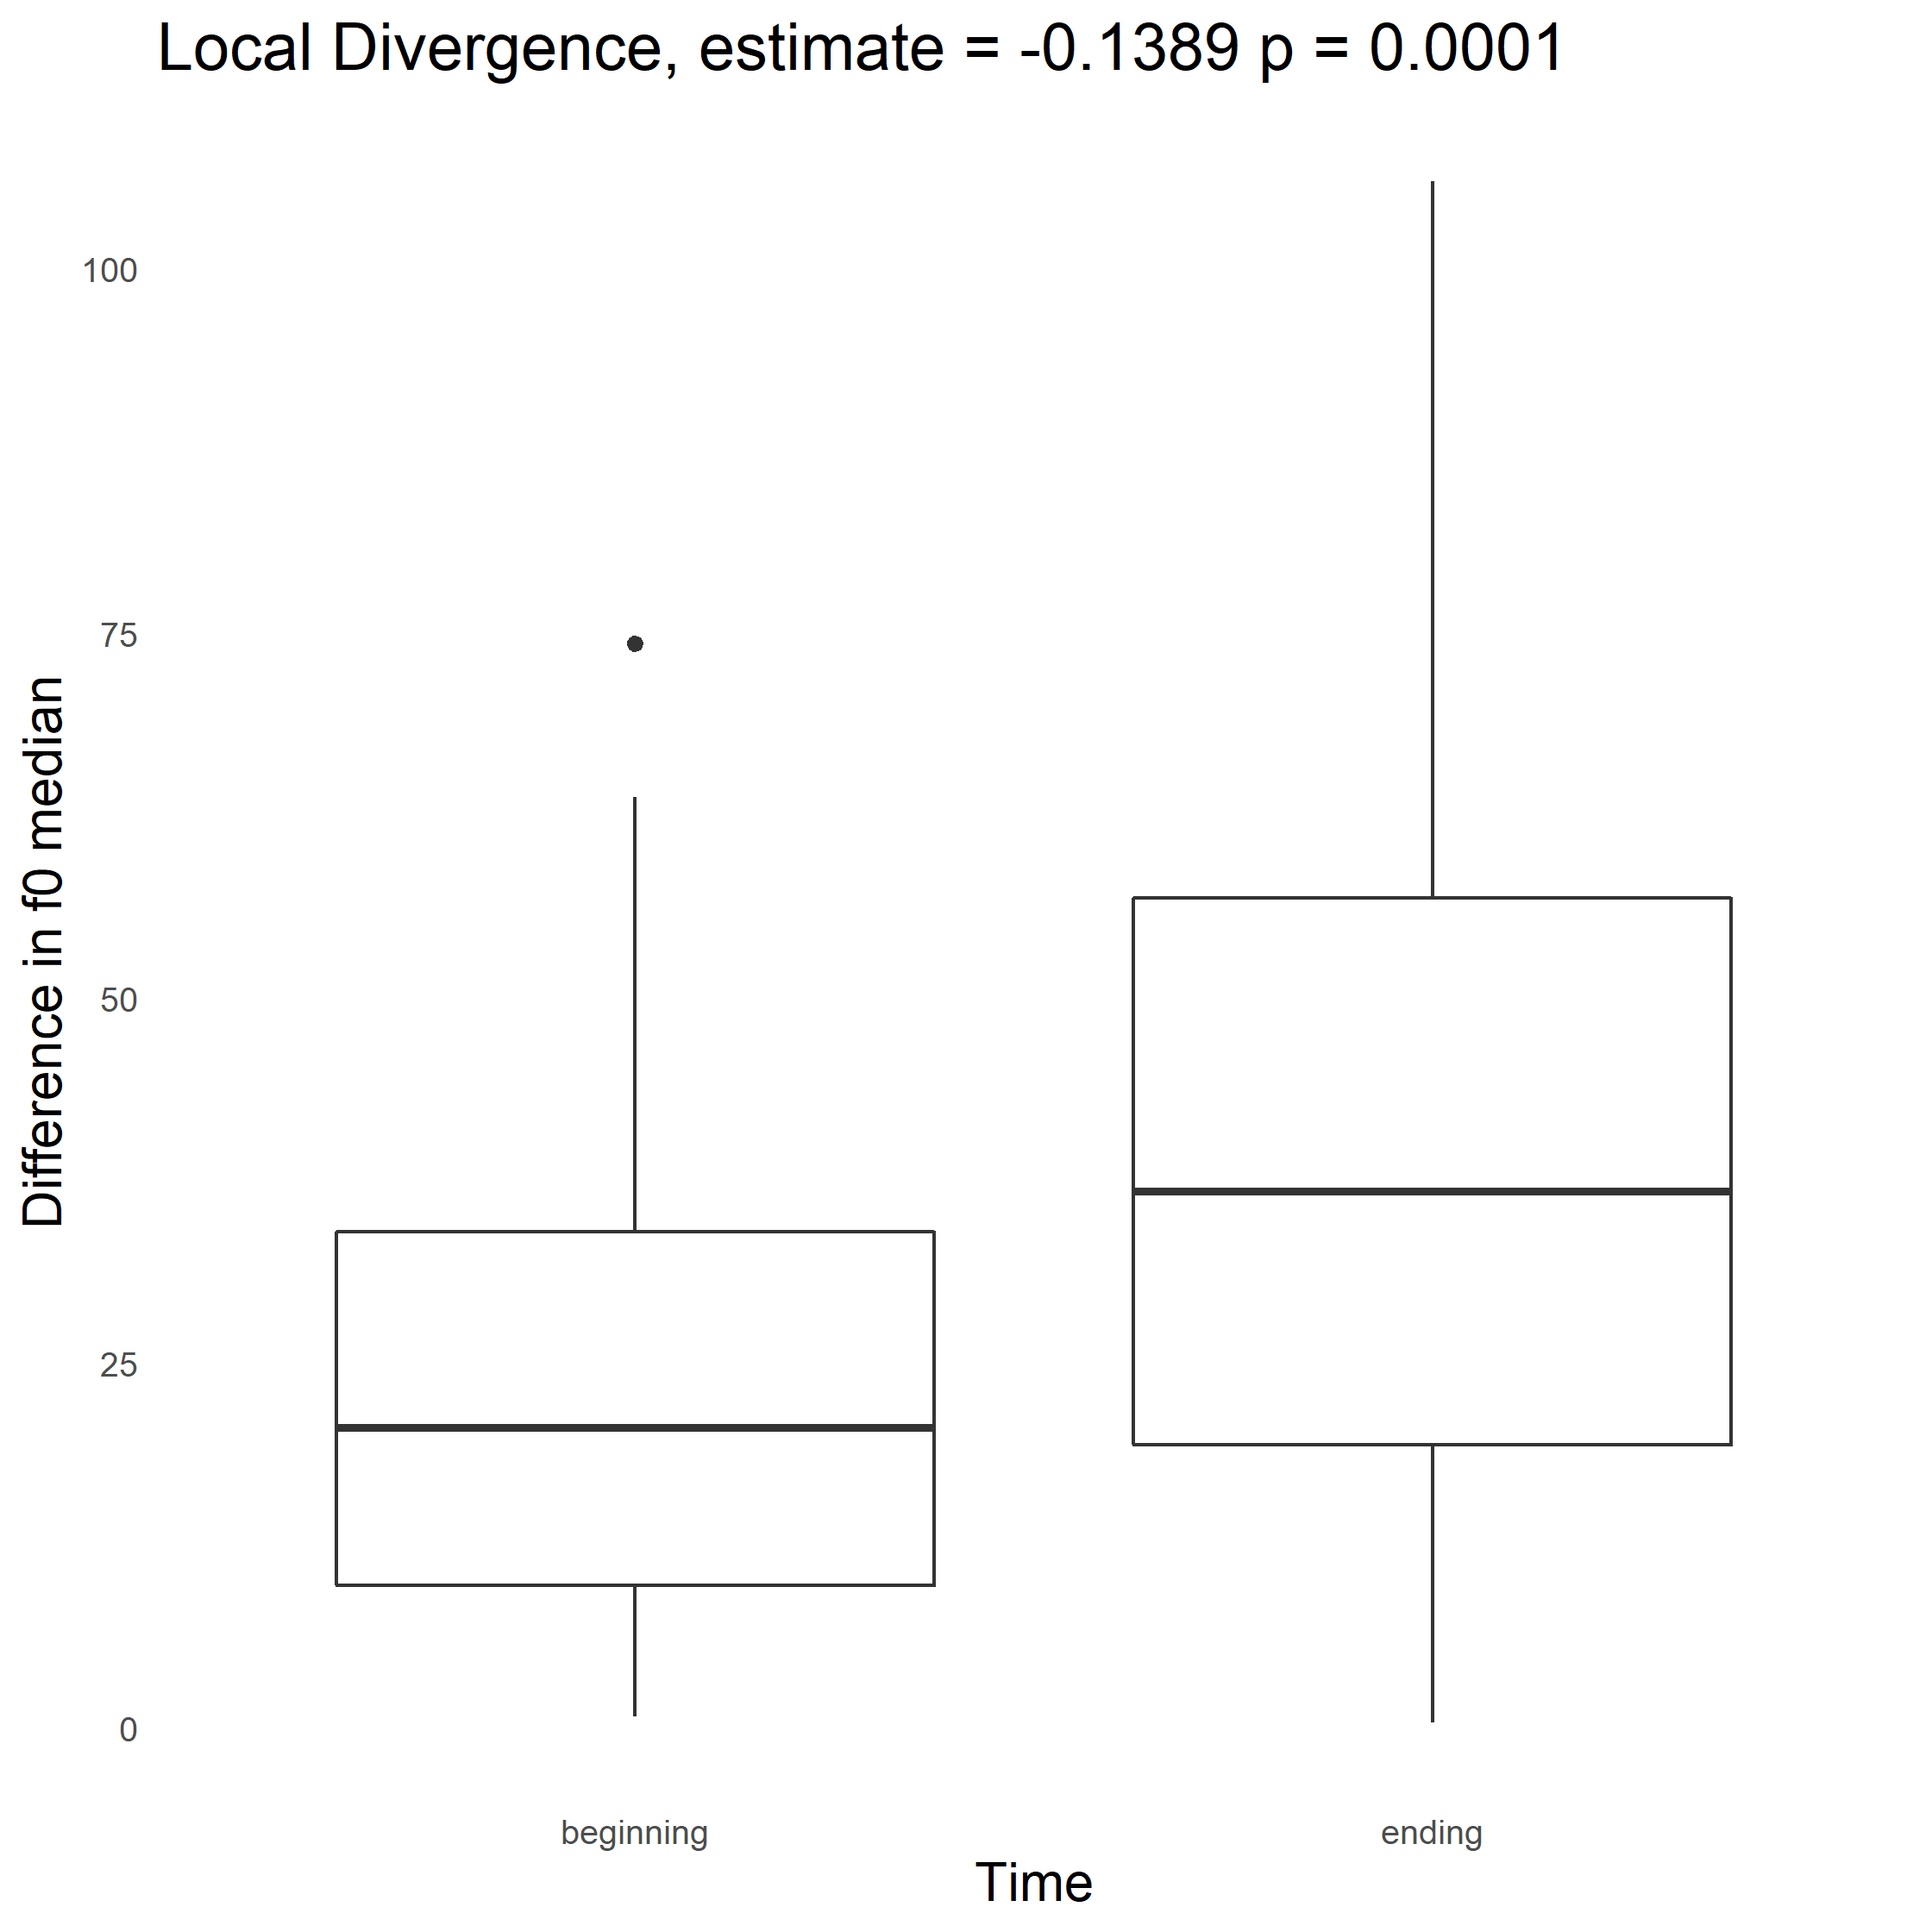 Local Divergence, estimate = -0.1389 p = 0.0001
100
75
50
25
0
Difference in f0 median
beginning
ending
Time